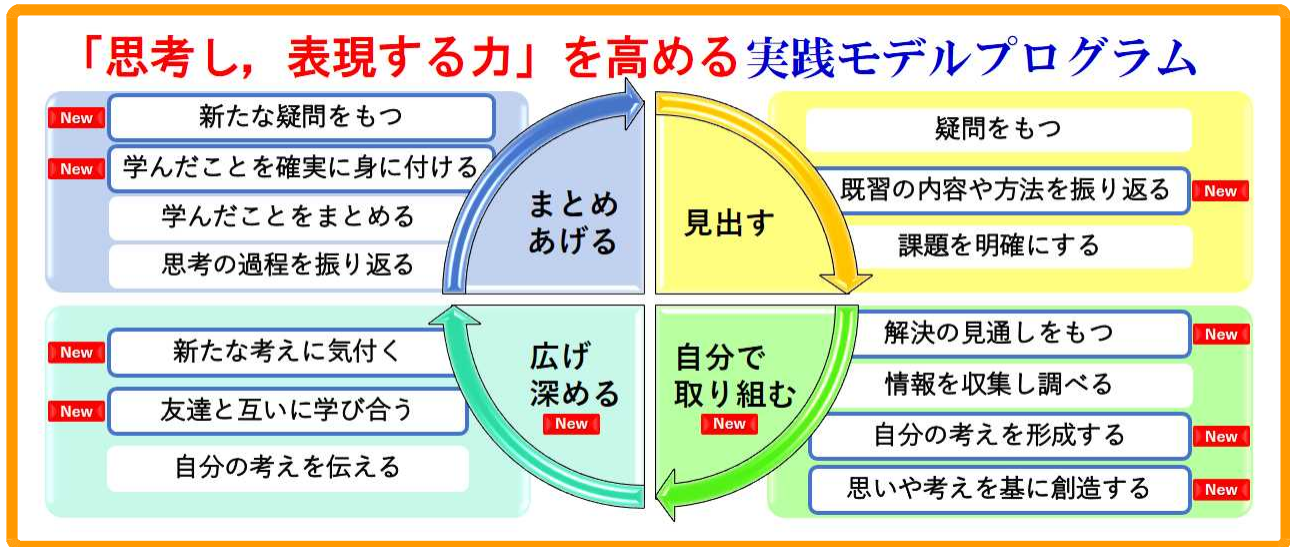 「思考し，表現する力」を高める実践モデルプログラム
見出す
疑問をもつ
既習の内容や方法を振り返る
New
課題を明確にする
自分で
取り組む
New
解決の見通しをもつ
New
情報を収集し調べる
自分の考えを形成する
New
思いや考えを基に創造する
New
広げ
深める
New
New
新たな考えに気付く
New
友達と互いに学び合う
自分の考えを伝える
まとめ
あげる
New
新たな疑問をもつ
New
学んだことを確実に身に付ける
学んだことをまとめる
思考の過程を振り返る